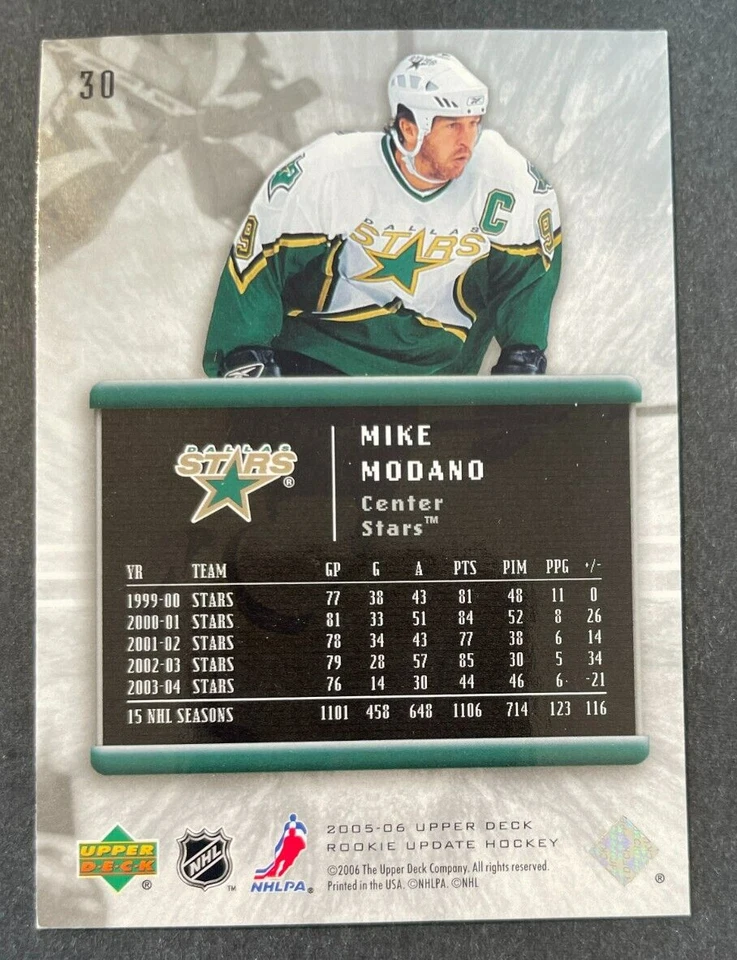 30
C
9
9
DALLAS
STARS
DALLAS
STARS®
MIKE
MODANO
Center
Stars™
YR TEAM GP G A PTS PIM PPG +/-
1999-00 STARS 77 38 43 81 48 11 0
2000-01 STARS 81 33 51 84 52 8 26
2001-02 STARS 78 34 43 77 38 6 14
2002-03 STARS 79 28 57 85 30 5 34
2003-04 STARS 76 14 30 44 46 6 -21
15 NHL SEASONS 1101 458 648 1106 714 123 116
UPPER
DECK
®
NHL
™
NHLPA®
2005-06 UPPER DECK
ROOKIE UPDATE HOCKEY
©2006 The Upper Deck Company. All rights reserved.
Printed in the USA. ©NHLPA. ©NHL
®